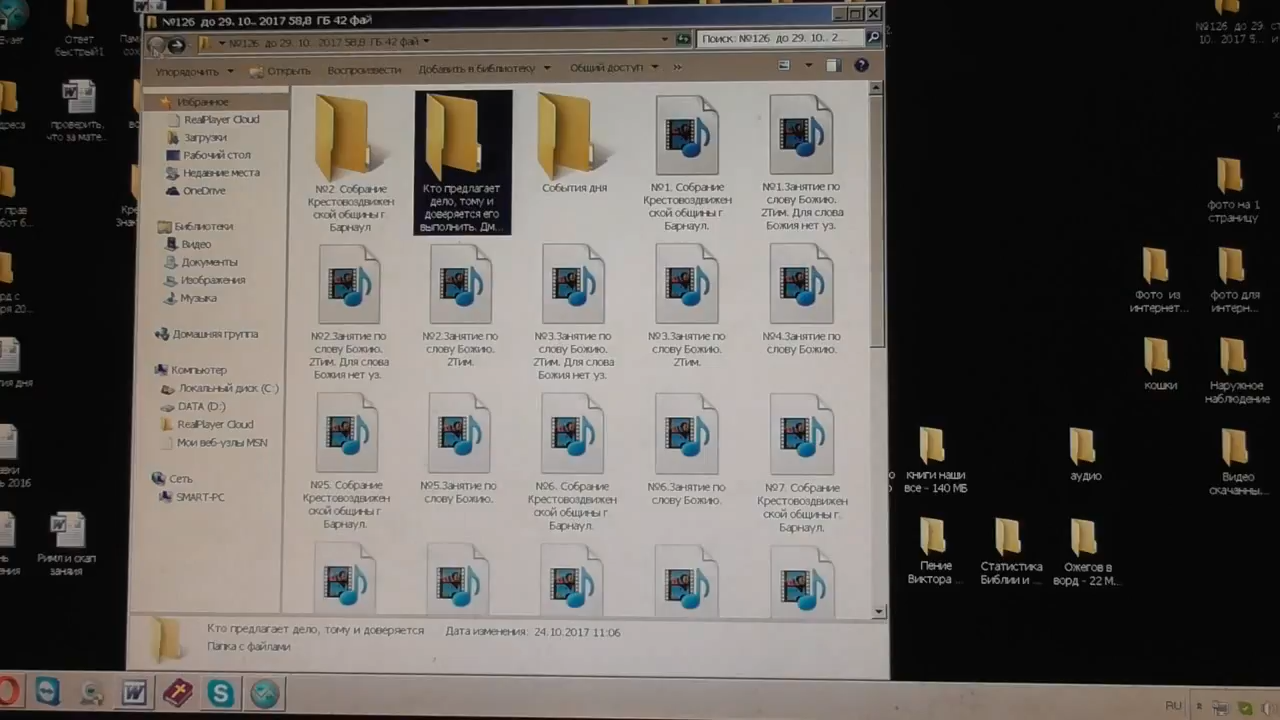 №126 до 29. 10.. 2017 58,8 ГБ 42 фай
№126 до 29. 10.. 2017 58,8 ГБ 42 фай
Поиск: №126 до 29. 10.. 2...
Упорядочить
Открыть
Воспроизвести
Добавить в библиотеку
Общий доступ
»
Избранное
RealPlayer Cloud
Загрузки
Рабочий стол
Недавние места
OneDrive
Библиотеки
Видео
Документы
Изображения
Музыка
Домашняя группа
Компьютер
Локальный диск (C:)
DATA (D:)
RealPlayer Cloud
Мои веб-узлы MSN
Сеть
SMART-PC
№2. Собрание
Крестовоздвижен
ской общины г.
Барнаул
Кто предлагает
дело, тому и
доверяется его
выполнить. Дм...
События дня
№1. Собрание
Крестовоздвижен
ской общины г.
Барнаул.
№1.Занятие по
слову Божию.
2Тим. Для слова
Божия нет уз.
№2.Занятие по
слову Божию.
2Тим. Для слова
Божия нет уз.
№2.Занятие по
слову Божию.
2Тим.
№3.Занятие по
слову Божию.
2Тим. Для слова
Божия нет уз.
№3.Занятие по
слову Божию.
2Тим.
№4.Занятие по
слову Божию.
№5. Собрание
Крестовоздвижен
ской общины г.
Барнаул.
№5.Занятие по
слову Божию.
№6. Собрание
Крестовоздвижен
ской общины г.
Барнаул.
№6.Занятие по
слову Божию.
№7. Собрание
Крестовоздвижен
ской общины г.
Барнаул.
Кто предлагает дело, тому и доверяется
Дата изменения: 24.10.2017 11:06
Папка с файлами
Ответ
быстрый1
проверить,
что за мате...
Римл и скап
заняия
2016
№126 до 29.
10.. 2017 5...
фото на 1
страницу
Фото из
интернет...
фото для
интерн...
кошки
Наружное
наблюдение
книги наши
все - 140 МБ
аудио
Видео
скачанны...
Пение
Виктора ...
Статистика
Библии и ...
Ожегов в
ворд - 22 М...
RU